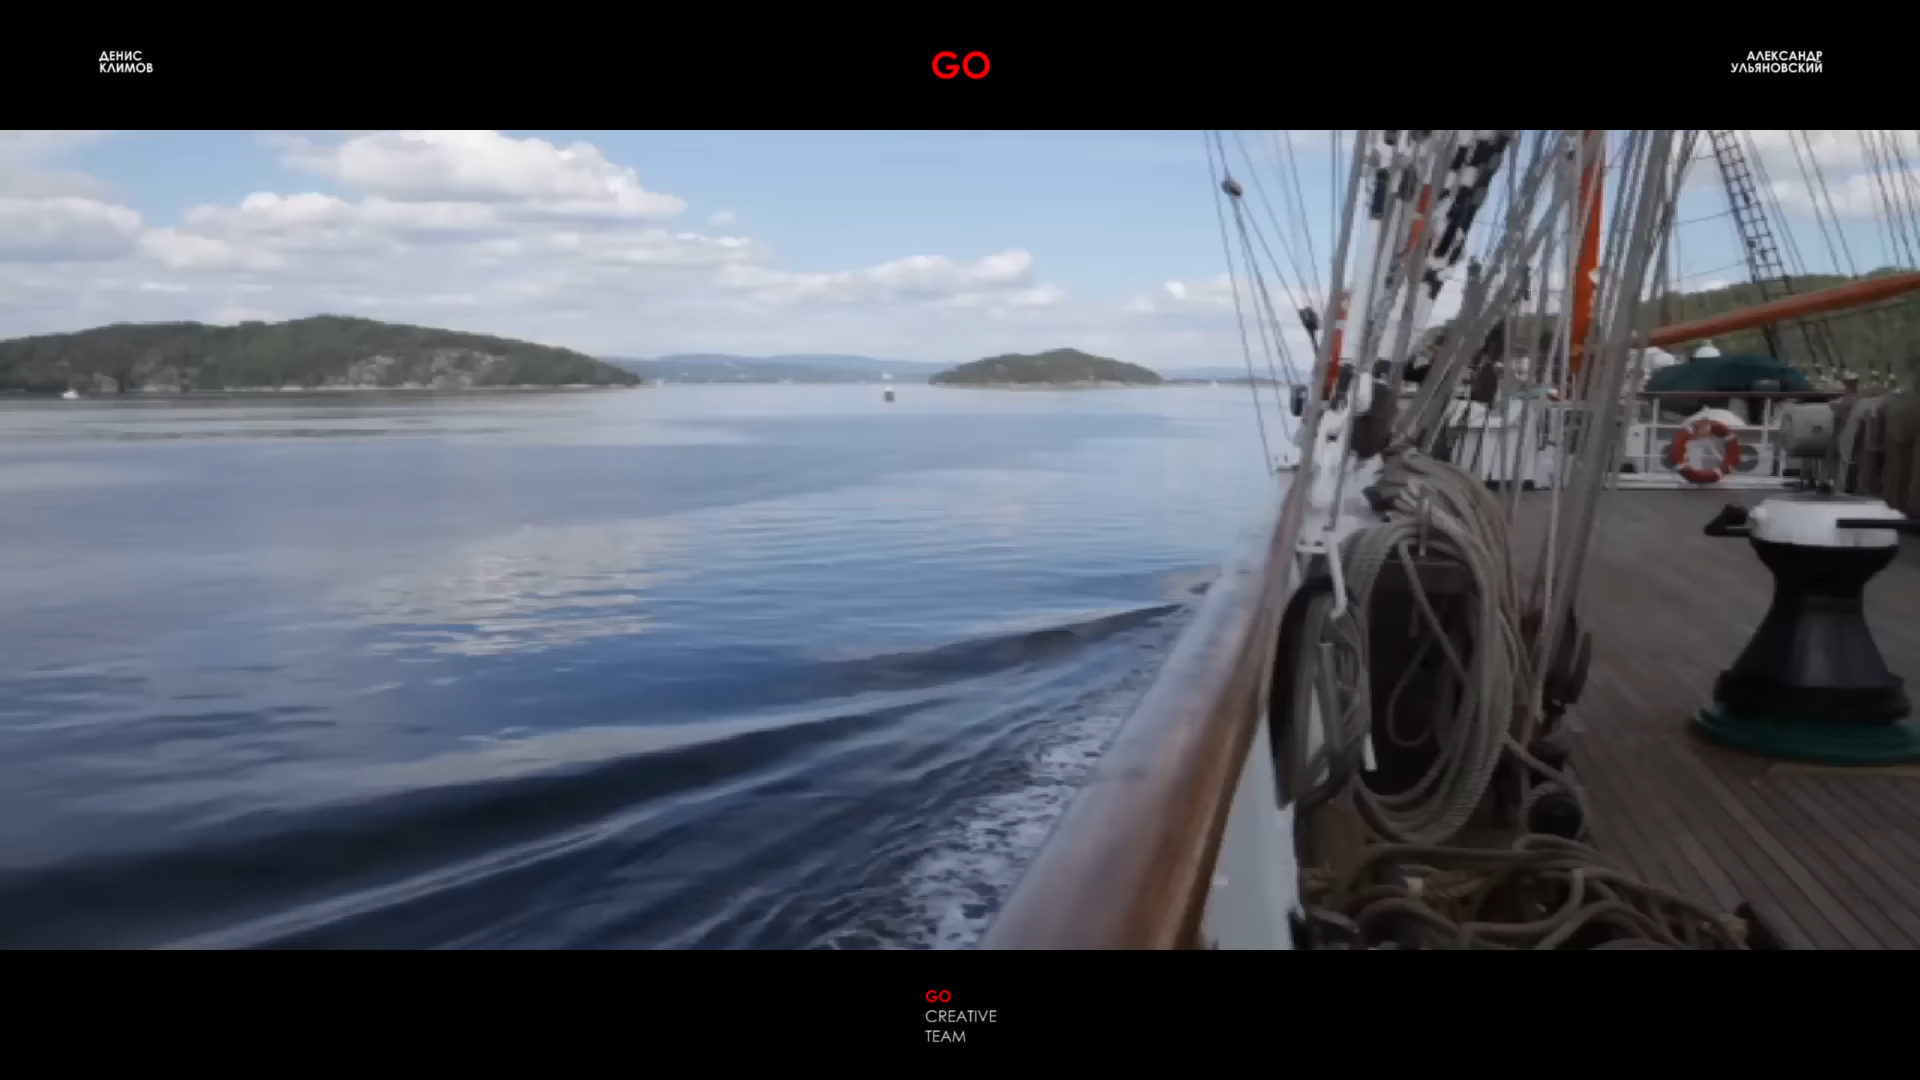 ДЕНИС
КЛИМОВ
GO
АЛЕКСАНДР
УЛЬЯНОВСКИЙ
GO
CREATIVE
TEAM